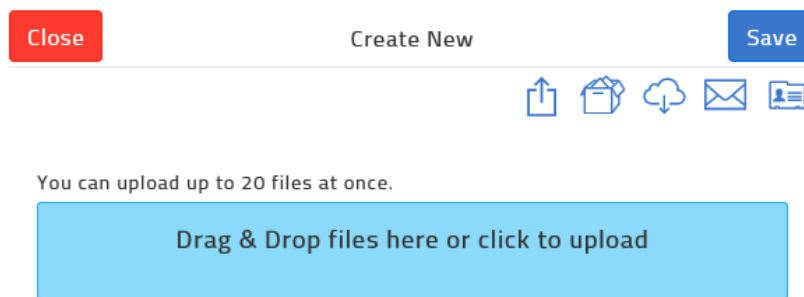 Close
Create New
Save
You can upload up to 20 files at once.
Drag & Drop files here or click to upload